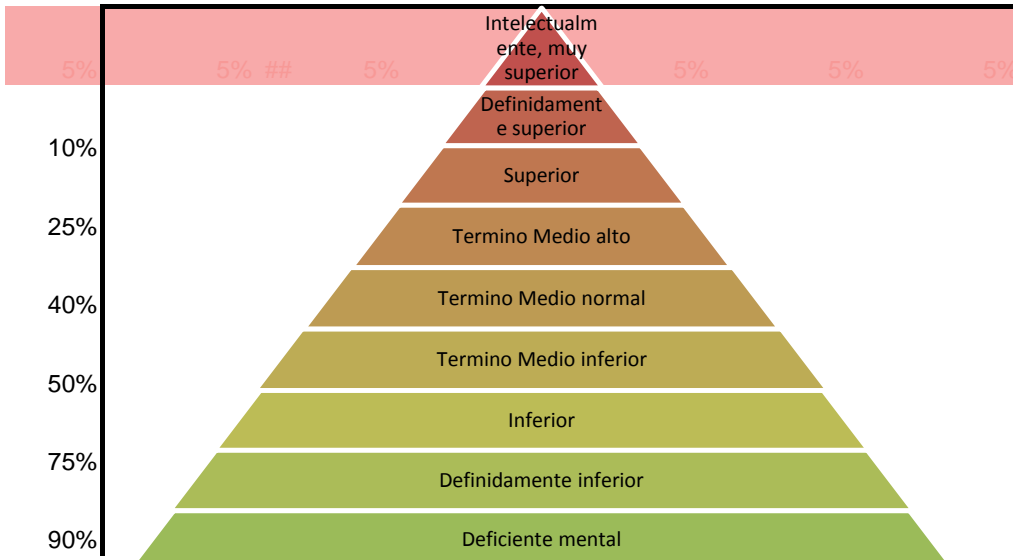 Intelectualm
ente, muy
superior
5% 5% ## 5% 5% 5% 5%
Definidament
e superior
10%
Superior
25%
Termino Medio alto
40%
Termino Medio normal
Termino Medio inferior
50%
Inferior
75%
Definidamente inferior
90%
Deficiente mental